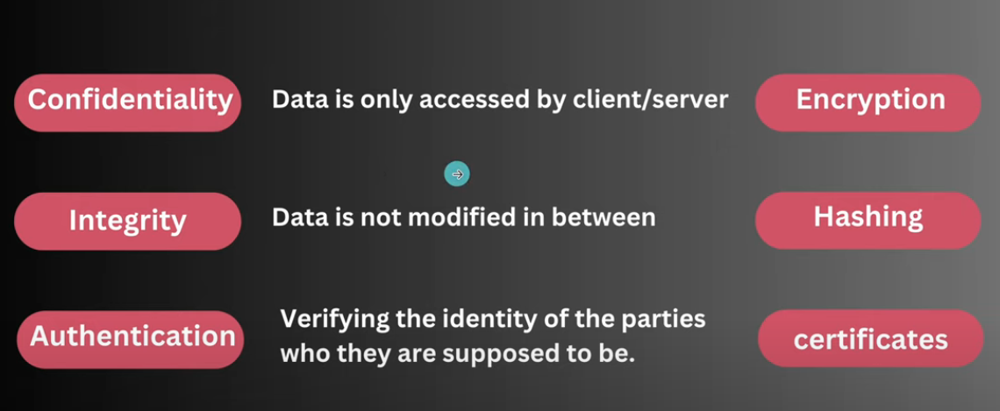 Confidentiality
Data is only accessed by client/server
Encryption
Integrity
Data is not modified in between
Hashing
Authentication
Verifying the identity of the parties
who they are supposed to be.
certificates